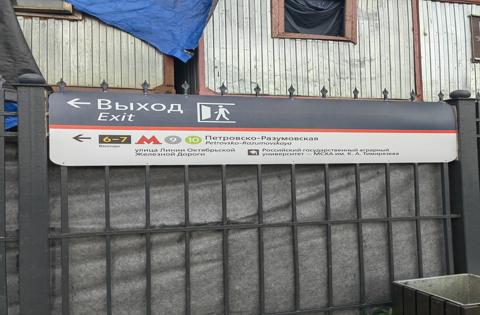 ← Выход
Exit
← 6–7 М 9 10 Петровско-Разумовская
Выходы Petrovsko-Razumovskaya
улица Линии Октябрьской
Железной Дороги
Российский государственный аграрный
университет — МСХА им. К. А. Тимирязева